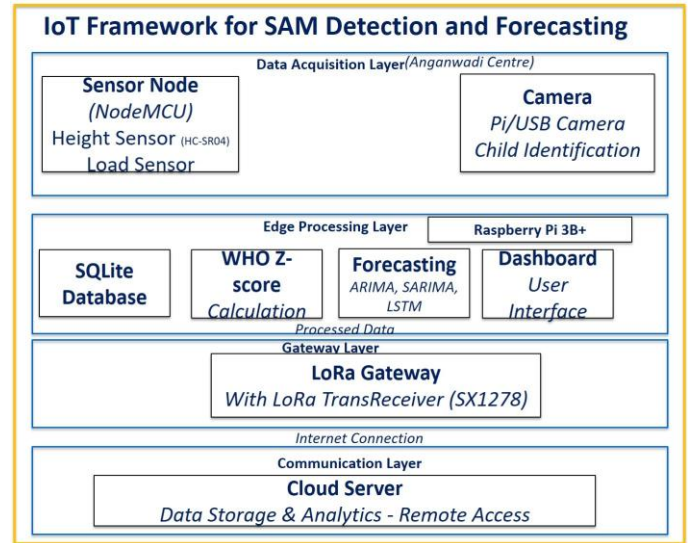 IoT Framework for SAM Detection and Forecasting
Data Acquisition Layer(Anganwadi Centre)
Sensor Node
(NodeMCU)
Height Sensor (HC-SR04)
Load Sensor
Camera
Pi/USB Camera
Child Identification
Edge Processing Layer
Raspberry Pi 3B+
SQLite
Database
WHO Z-
score
Calculation
Forecasting
ARIMA, SARIMA,
LSTM
Dashboard
User
Interface
Processed Data
Gateway Layer
LoRa Gateway
With LoRa TransReceiver (SX1278)
Internet Connection
Communication Layer
Cloud Server
Data Storage & Analytics - Remote Access